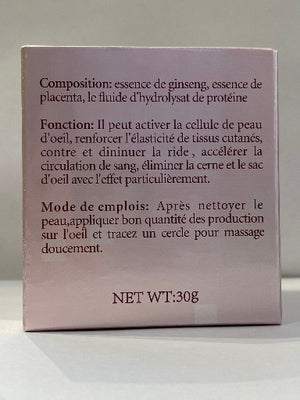 Composition: essence de ginseng, essence de
placenta, le fluide d'hydrolysat de protéine
Fonction: Il peut activer la cellule de peau
d'oeil, renforcer l'élasticité de tissus cutanés,
contre et dininuer la ride , accélérer la
circulation de sang, éliminer la cerne et le sac
d'oeil avec l'effet particulièrement.
Mode de emplois: Après nettoyer le
peau,appliquer bon quantité des production
sur l'oeil et tracez un cercle pour massage
doucement.
NET WT:30g